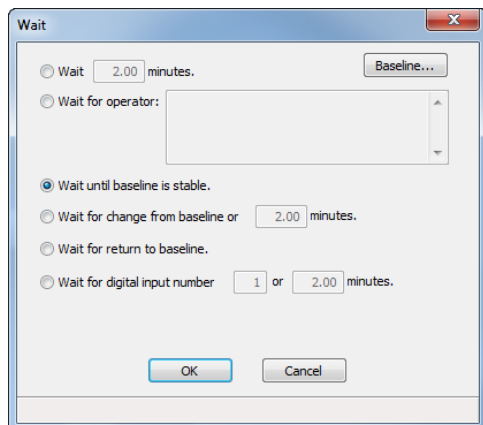 Wait
Wait 2.00 minutes. Baseline...
Wait for operator:
Wait until baseline is stable.
Wait for change from baseline or 2.00 minutes.
Wait for return to baseline.
Wait for digital input number 1 or 2.00 minutes.
OK Cancel